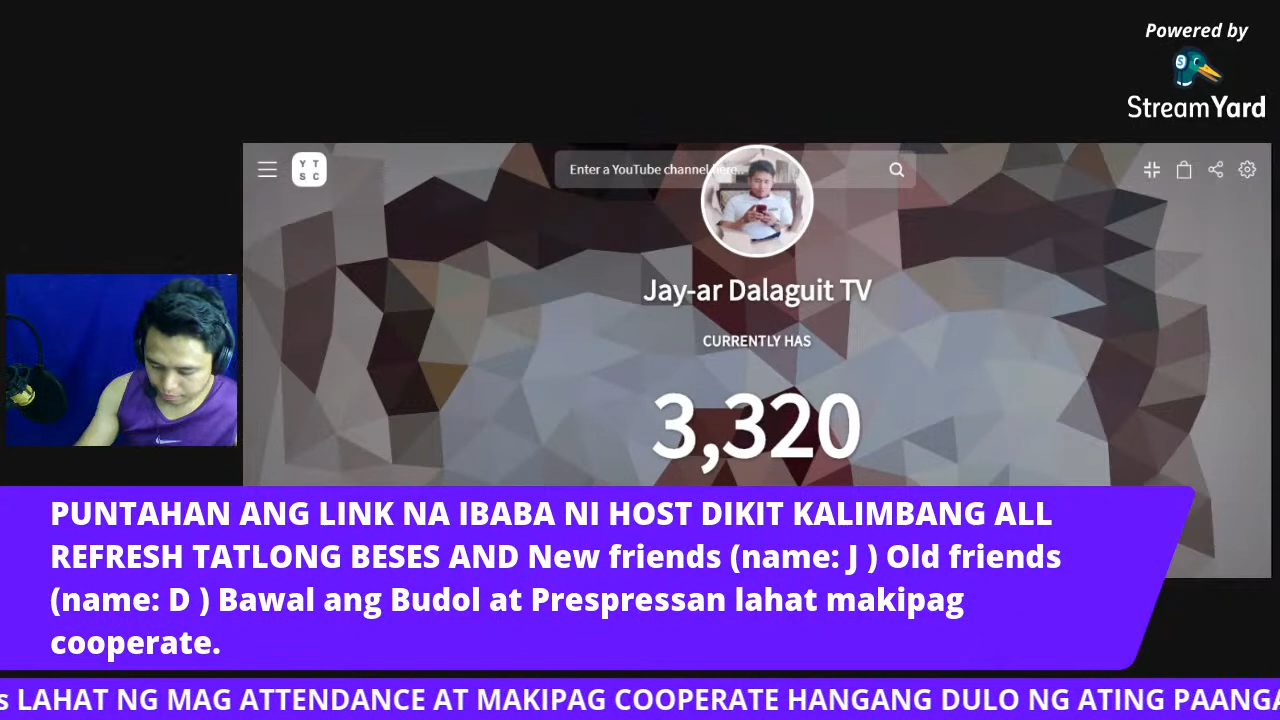 Powered by
StreamYard
Y T
S C
Enter a YouTube channel here...
Jay-ar Dalaguit TV
CURRENTLY HAS
3,320
PUNTAHAN ANG LINK NA IBABA NI HOST DIKIT KALIMBANG ALL
REFRESH TATLONG BESES AND New friends (name: J ) Old friends
(name: D ) Bawal ang Budol at Prespressan lahat makipag
cooperate.
s LAHAT NG MAG ATTENDANCE AT MAKIPAG COOPERATE HANGANG DULO NG ATING PAANGA